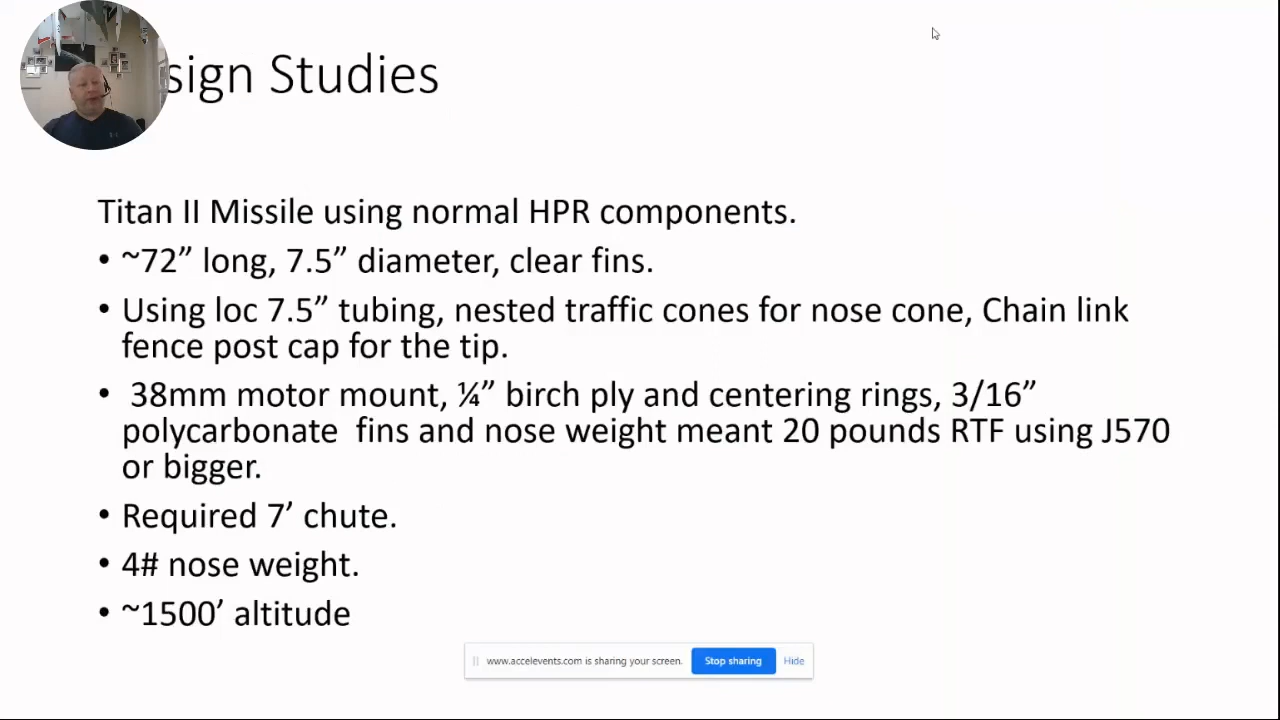 sign Studies
Titan II Missile using normal HPR components.
• ~72” long, 7.5” diameter, clear fins.
• Using loc 7.5” tubing, nested traffic cones for nose cone, Chain link
fence post cap for the tip.
• 38mm motor mount, ¼” birch ply and centering rings, 3/16”
polycarbonate fins and nose weight meant 20 pounds RTF using J570
or bigger.
• Required 7’ chute.
• 4# nose weight.
• ~1500’ altitude
www.accelevents.com is sharing your screen. Stop sharing Hide